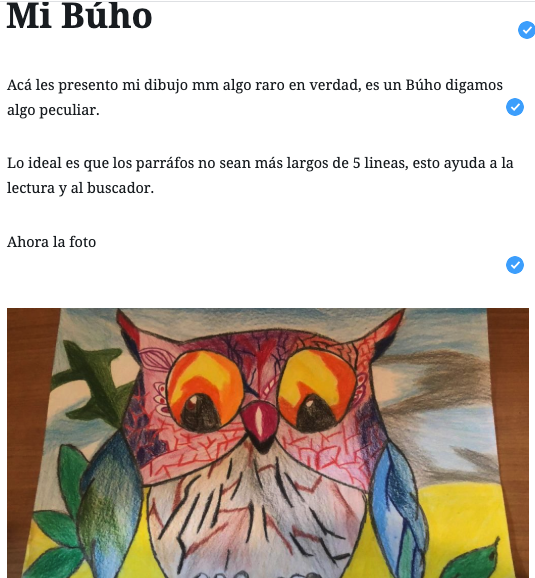 Mi Búho
Acá les presento mi dibujo mm algo raro en verdad, es un Búho digamos
algo peculiar.
Lo ideal es que los parráfos no sean más largos de 5 lineas, esto ayuda a la
lectura y al buscador.
Ahora la foto